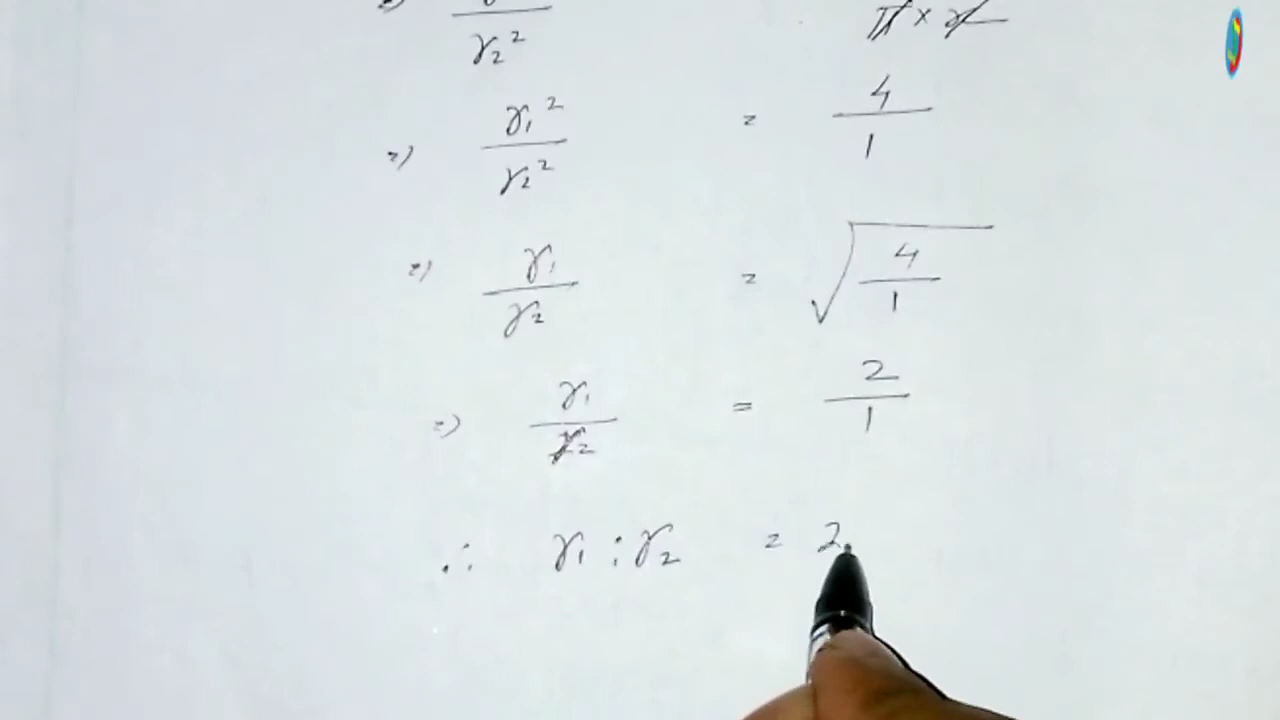 r₂² π × r
=) r₁² / r₂² = 4 / 1
=) r₁ / r₂ = √(4 / 1)
=) r₁ / r₂ = 2 / 1
∴ r₁ : r₂ = 2